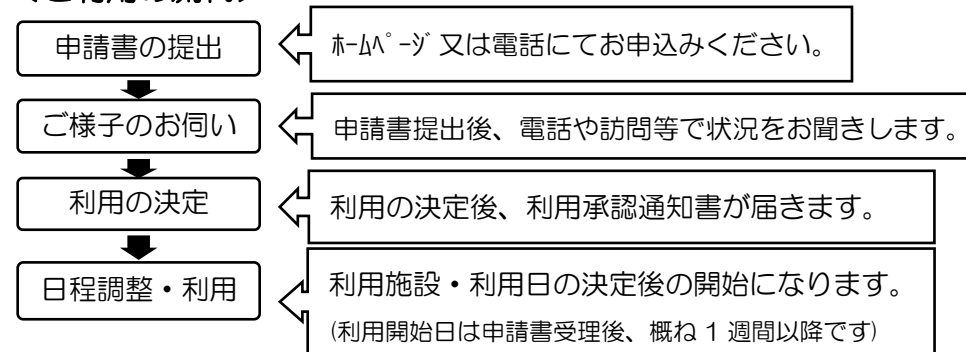 申請書の提出
ﾎｰﾑﾍﾟｰｼﾞ又は電話にてお申込みください。
ご様子のお伺い
申請書提出後、電話や訪問等で状況をお聞きします。
利用の決定
利用の決定後、利用承認通知書が届きます。
日程調整・利用
利用施設・利用日の決定後の開始になります。
(利用開始日は申請書受理後、概ね 1 週間以降です)